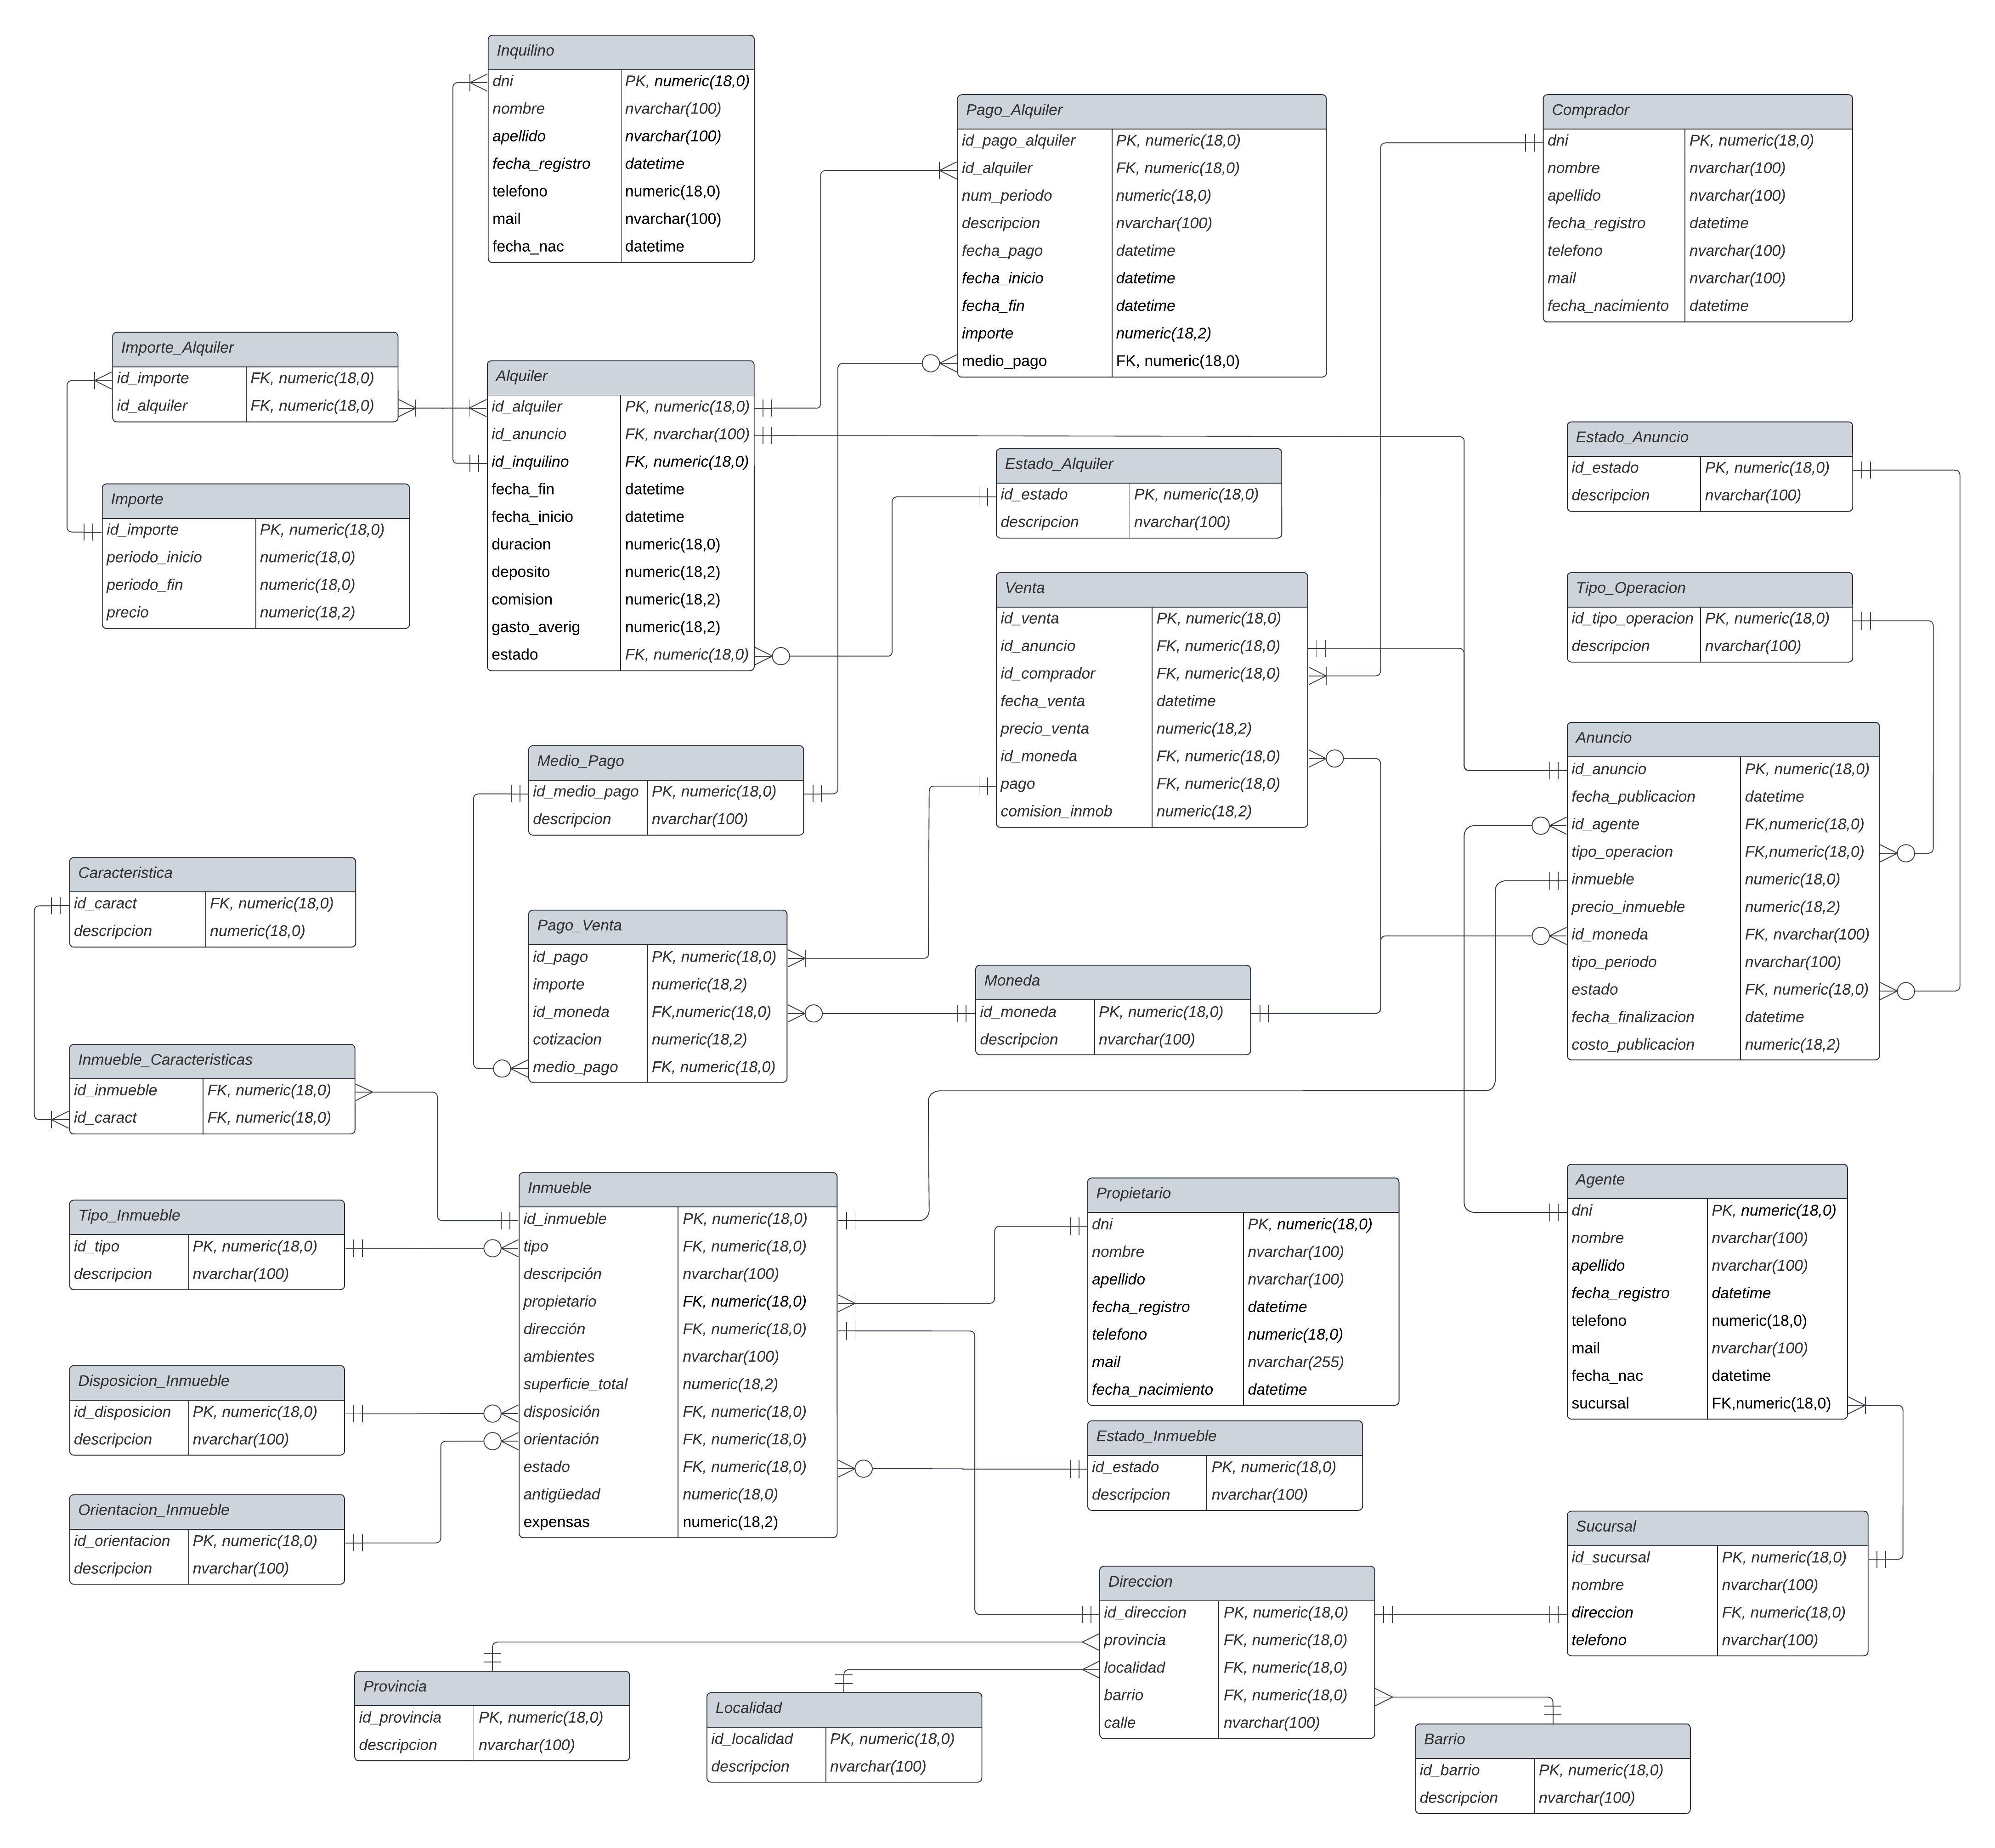 Inquilino
dni PK, numeric(18,0)
nombre nvarchar(100)
apellido nvarchar(100)
fecha_registro datetime
telefono numeric(18,0)
mail nvarchar(100)
fecha_nac datetime
Pago_Alquiler
id_pago_alquiler PK, numeric(18,0)
id_alquiler FK, numeric(18,0)
num_periodo numeric(18,0)
descripcion nvarchar(100)
fecha_pago datetime
fecha_inicio datetime
fecha_fin datetime
importe numeric(18,2)
medio_pago FK, numeric(18,0)
Comprador
dni PK, numeric(18,0)
nombre nvarchar(100)
apellido nvarchar(100)
fecha_registro datetime
telefono nvarchar(100)
mail nvarchar(100)
fecha_nacimiento datetime
Importe_Alquiler
id_importe FK, numeric(18,0)
id_alquiler FK, numeric(18,0)
Alquiler
id_alquiler PK, numeric(18,0)
id_anuncio FK, nvarchar(100)
id_inquilino FK, numeric(18,0)
fecha_fin datetime
fecha_inicio datetime
duracion numeric(18,0)
deposito numeric(18,2)
comision numeric(18,2)
gasto_averig numeric(18,2)
estado FK, numeric(18,0)
Importe
id_importe PK, numeric(18,0)
periodo_inicio numeric(18,0)
periodo_fin numeric(18,0)
precio numeric(18,2)
Estado_Alquiler
id_estado PK, numeric(18,0)
descripcion nvarchar(100)
Estado_Anuncio
id_estado PK, numeric(18,0)
descripcion nvarchar(100)
Venta
id_venta PK, numeric(18,0)
id_anuncio FK, numeric(18,0)
id_comprador FK, numeric(18,0)
fecha_venta datetime
precio_venta numeric(18,2)
id_moneda FK, numeric(18,0)
pago FK, numeric(18,0)
comision_inmob numeric(18,2)
Tipo_Operacion
id_tipo_operacion PK, numeric(18,0)
descripcion nvarchar(100)
Anuncio
id_anuncio PK, numeric(18,0)
fecha_publicacion datetime
id_agente FK,numeric(18,0)
tipo_operacion FK,numeric(18,0)
inmueble numeric(18,0)
precio_inmueble numeric(18,2)
id_moneda FK, nvarchar(100)
tipo_periodo nvarchar(100)
estado FK, numeric(18,0)
fecha_finalizacion datetime
costo_publicacion numeric(18,2)
Medio_Pago
id_medio_pago PK, numeric(18,0)
descripcion nvarchar(100)
Caracteristica
id_caract FK, numeric(18,0)
descripcion numeric(18,0)
Pago_Venta
id_pago PK, numeric(18,0)
importe numeric(18,2)
id_moneda FK,numeric(18,0)
cotizacion numeric(18,2)
medio_pago FK, numeric(18,0)
Moneda
id_moneda PK, numeric(18,0)
descripcion nvarchar(100)
Inmueble_Caracteristicas
id_inmueble FK, numeric(18,0)
id_caract FK, numeric(18,0)
Inmueble
id_inmueble PK, numeric(18,0)
tipo FK, numeric(18,0)
descripción nvarchar(100)
propietario FK, numeric(18,0)
dirección FK, numeric(18,0)
ambientes nvarchar(100)
superficie_total numeric(18,2)
disposición FK, numeric(18,0)
orientación FK, numeric(18,0)
estado FK, numeric(18,0)
antigüedad numeric(18,0)
expensas numeric(18,2)
Propietario
dni PK, numeric(18,0)
nombre nvarchar(100)
apellido nvarchar(100)
fecha_registro datetime
telefono numeric(18,0)
mail nvarchar(255)
fecha_nacimiento datetime
Agente
dni PK, numeric(18,0)
nombre nvarchar(100)
apellido nvarchar(100)
fecha_registro datetime
telefono numeric(18,0)
mail nvarchar(100)
fecha_nac datetime
sucursal FK,numeric(18,0)
Tipo_Inmueble
id_tipo PK, numeric(18,0)
descripcion nvarchar(100)
Disposicion_Inmueble
id_disposicion PK, numeric(18,0)
descripcion nvarchar(100)
Estado_Inmueble
id_estado PK, numeric(18,0)
descripcion nvarchar(100)
Orientacion_Inmueble
id_orientacion PK, numeric(18,0)
descripcion nvarchar(100)
Sucursal
id_sucursal PK, numeric(18,0)
nombre nvarchar(100)
direccion FK, numeric(18,0)
telefono nvarchar(100)
Direccion
id_direccion PK, numeric(18,0)
provincia FK, numeric(18,0)
localidad FK, numeric(18,0)
barrio FK, numeric(18,0)
calle nvarchar(100)
Provincia
id_provincia PK, numeric(18,0)
descripcion nvarchar(100)
Localidad
id_localidad PK, numeric(18,0)
descripcion nvarchar(100)
Barrio
id_barrio PK, numeric(18,0)
descripcion nvarchar(100)